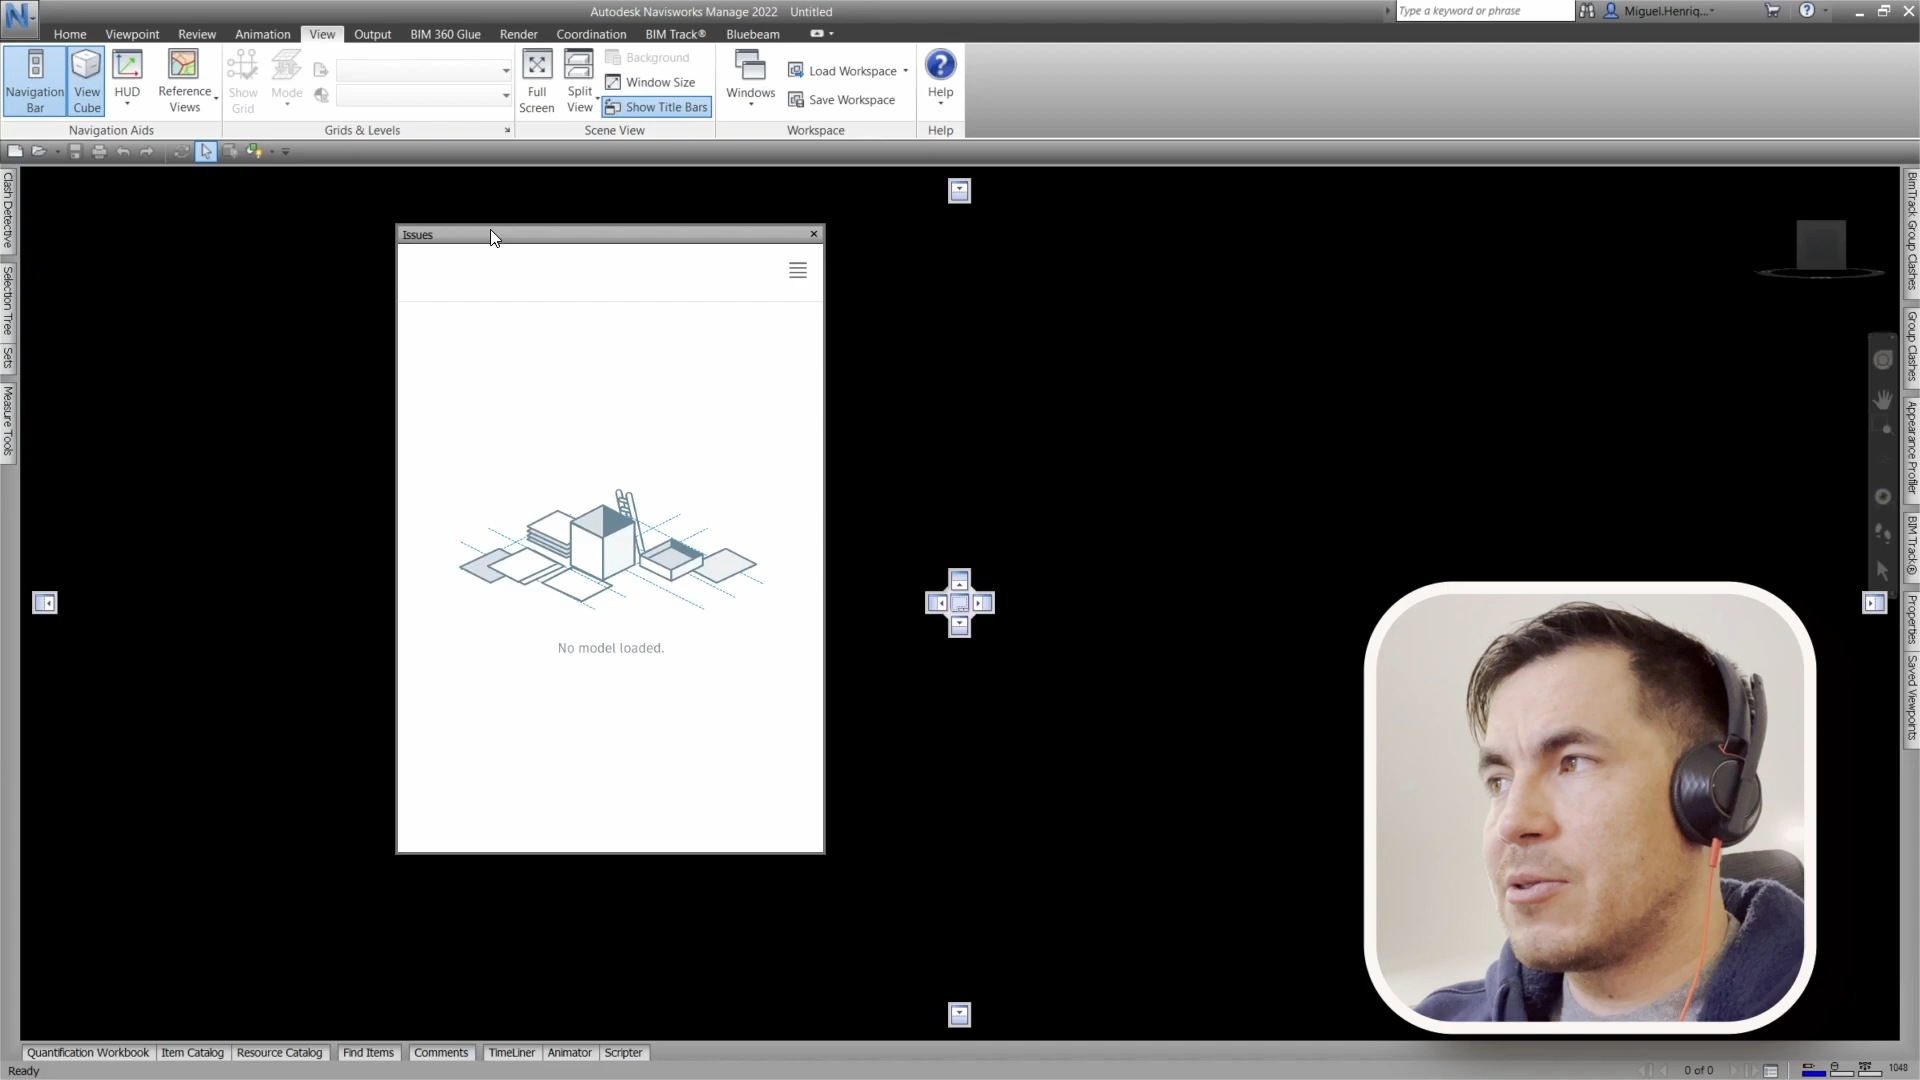 Autodesk Navisworks Manage 2022 Untitled
Type a keyword or phrase
Miguel.Henriq...
Home Viewpoint Review Animation View Output BIM 360 Glue Render Coordination BIM Track® Bluebeam
Navigation Bar
View Cube
HUD
Reference Views
Show Grid
Mode
Full Screen
Split View
Background
Window Size
Show Title Bars
Windows
Load Workspace
Save Workspace
Help
Navigation Aids
Grids & Levels
Scene View
Workspace
Help
Clash Detective
Selection Tree
Sets
Measure Tools
Issues
No model loaded.
BimTrack Group Clashes
Group Clashes
Appearance Profiler
BIM Track®
Properties
Saved Viewpoints
Quantification Workbook Item Catalog Resource Catalog Find Items Comments TimeLiner Animator Scripter
Ready
0 of 0
1048